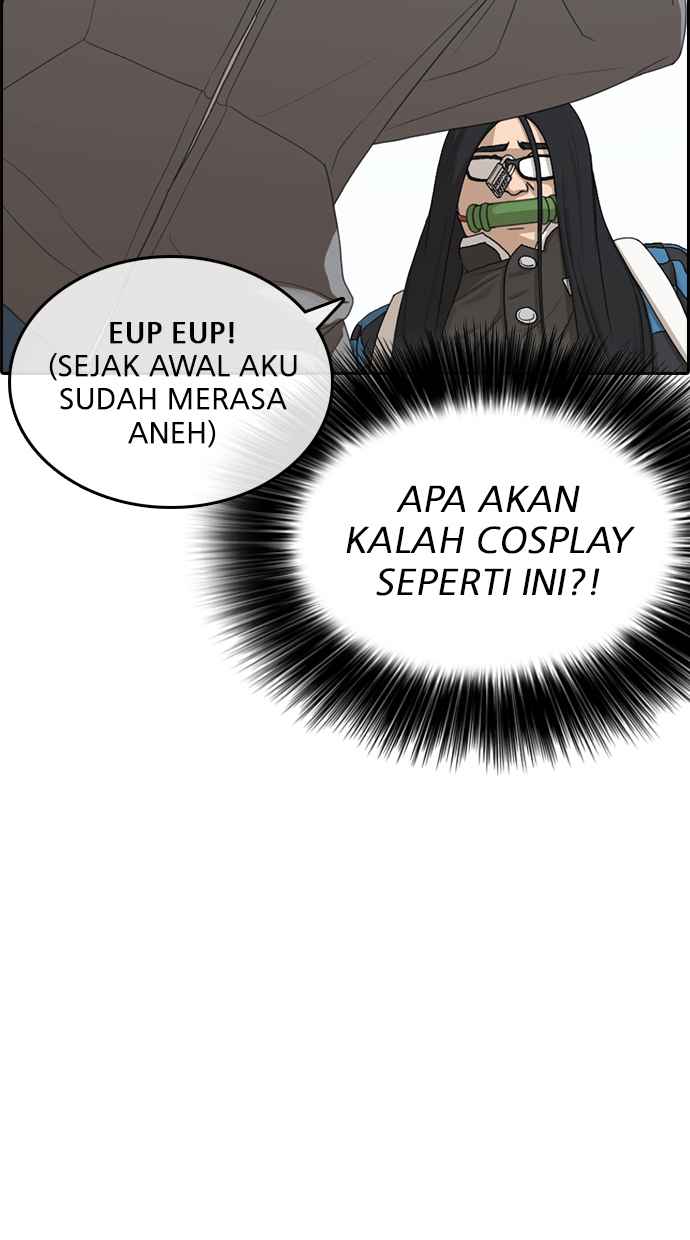 EUP EUP!
(SEJAK AWAL AKU
SUDAH MERASA
ANEH)
APA AKAN
KALAH COSPLAY
SEPERTI INI?!